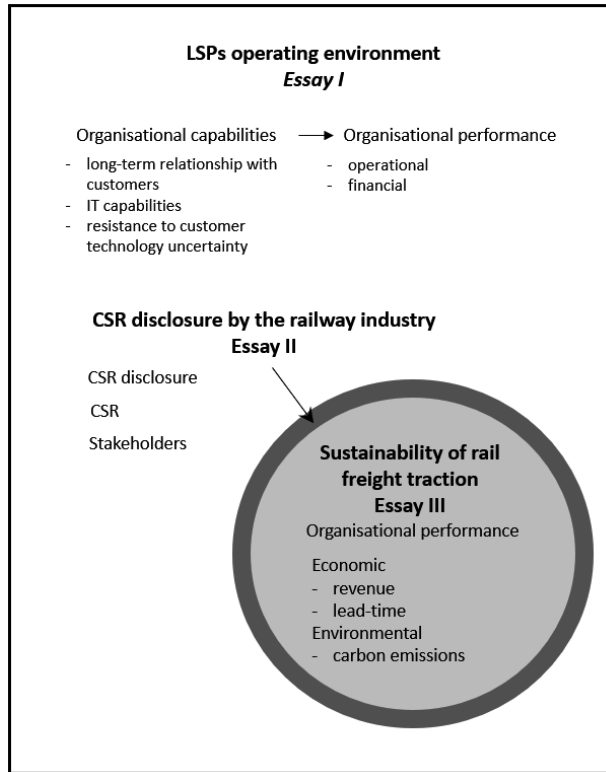 LSPs operating environment
Essay I
Organisational capabilities
- long-term relationship with
customers
- IT capabilities
- resistance to customer
technology uncertainty
Organisational performance
- operational
- financial
CSR disclosure by the railway industry
Essay II
CSR disclosure
CSR
Stakeholders
Sustainability of rail
freight traction
Essay III
Organisational performance
Economic
- revenue
- lead-time
Environmental
- carbon emissions